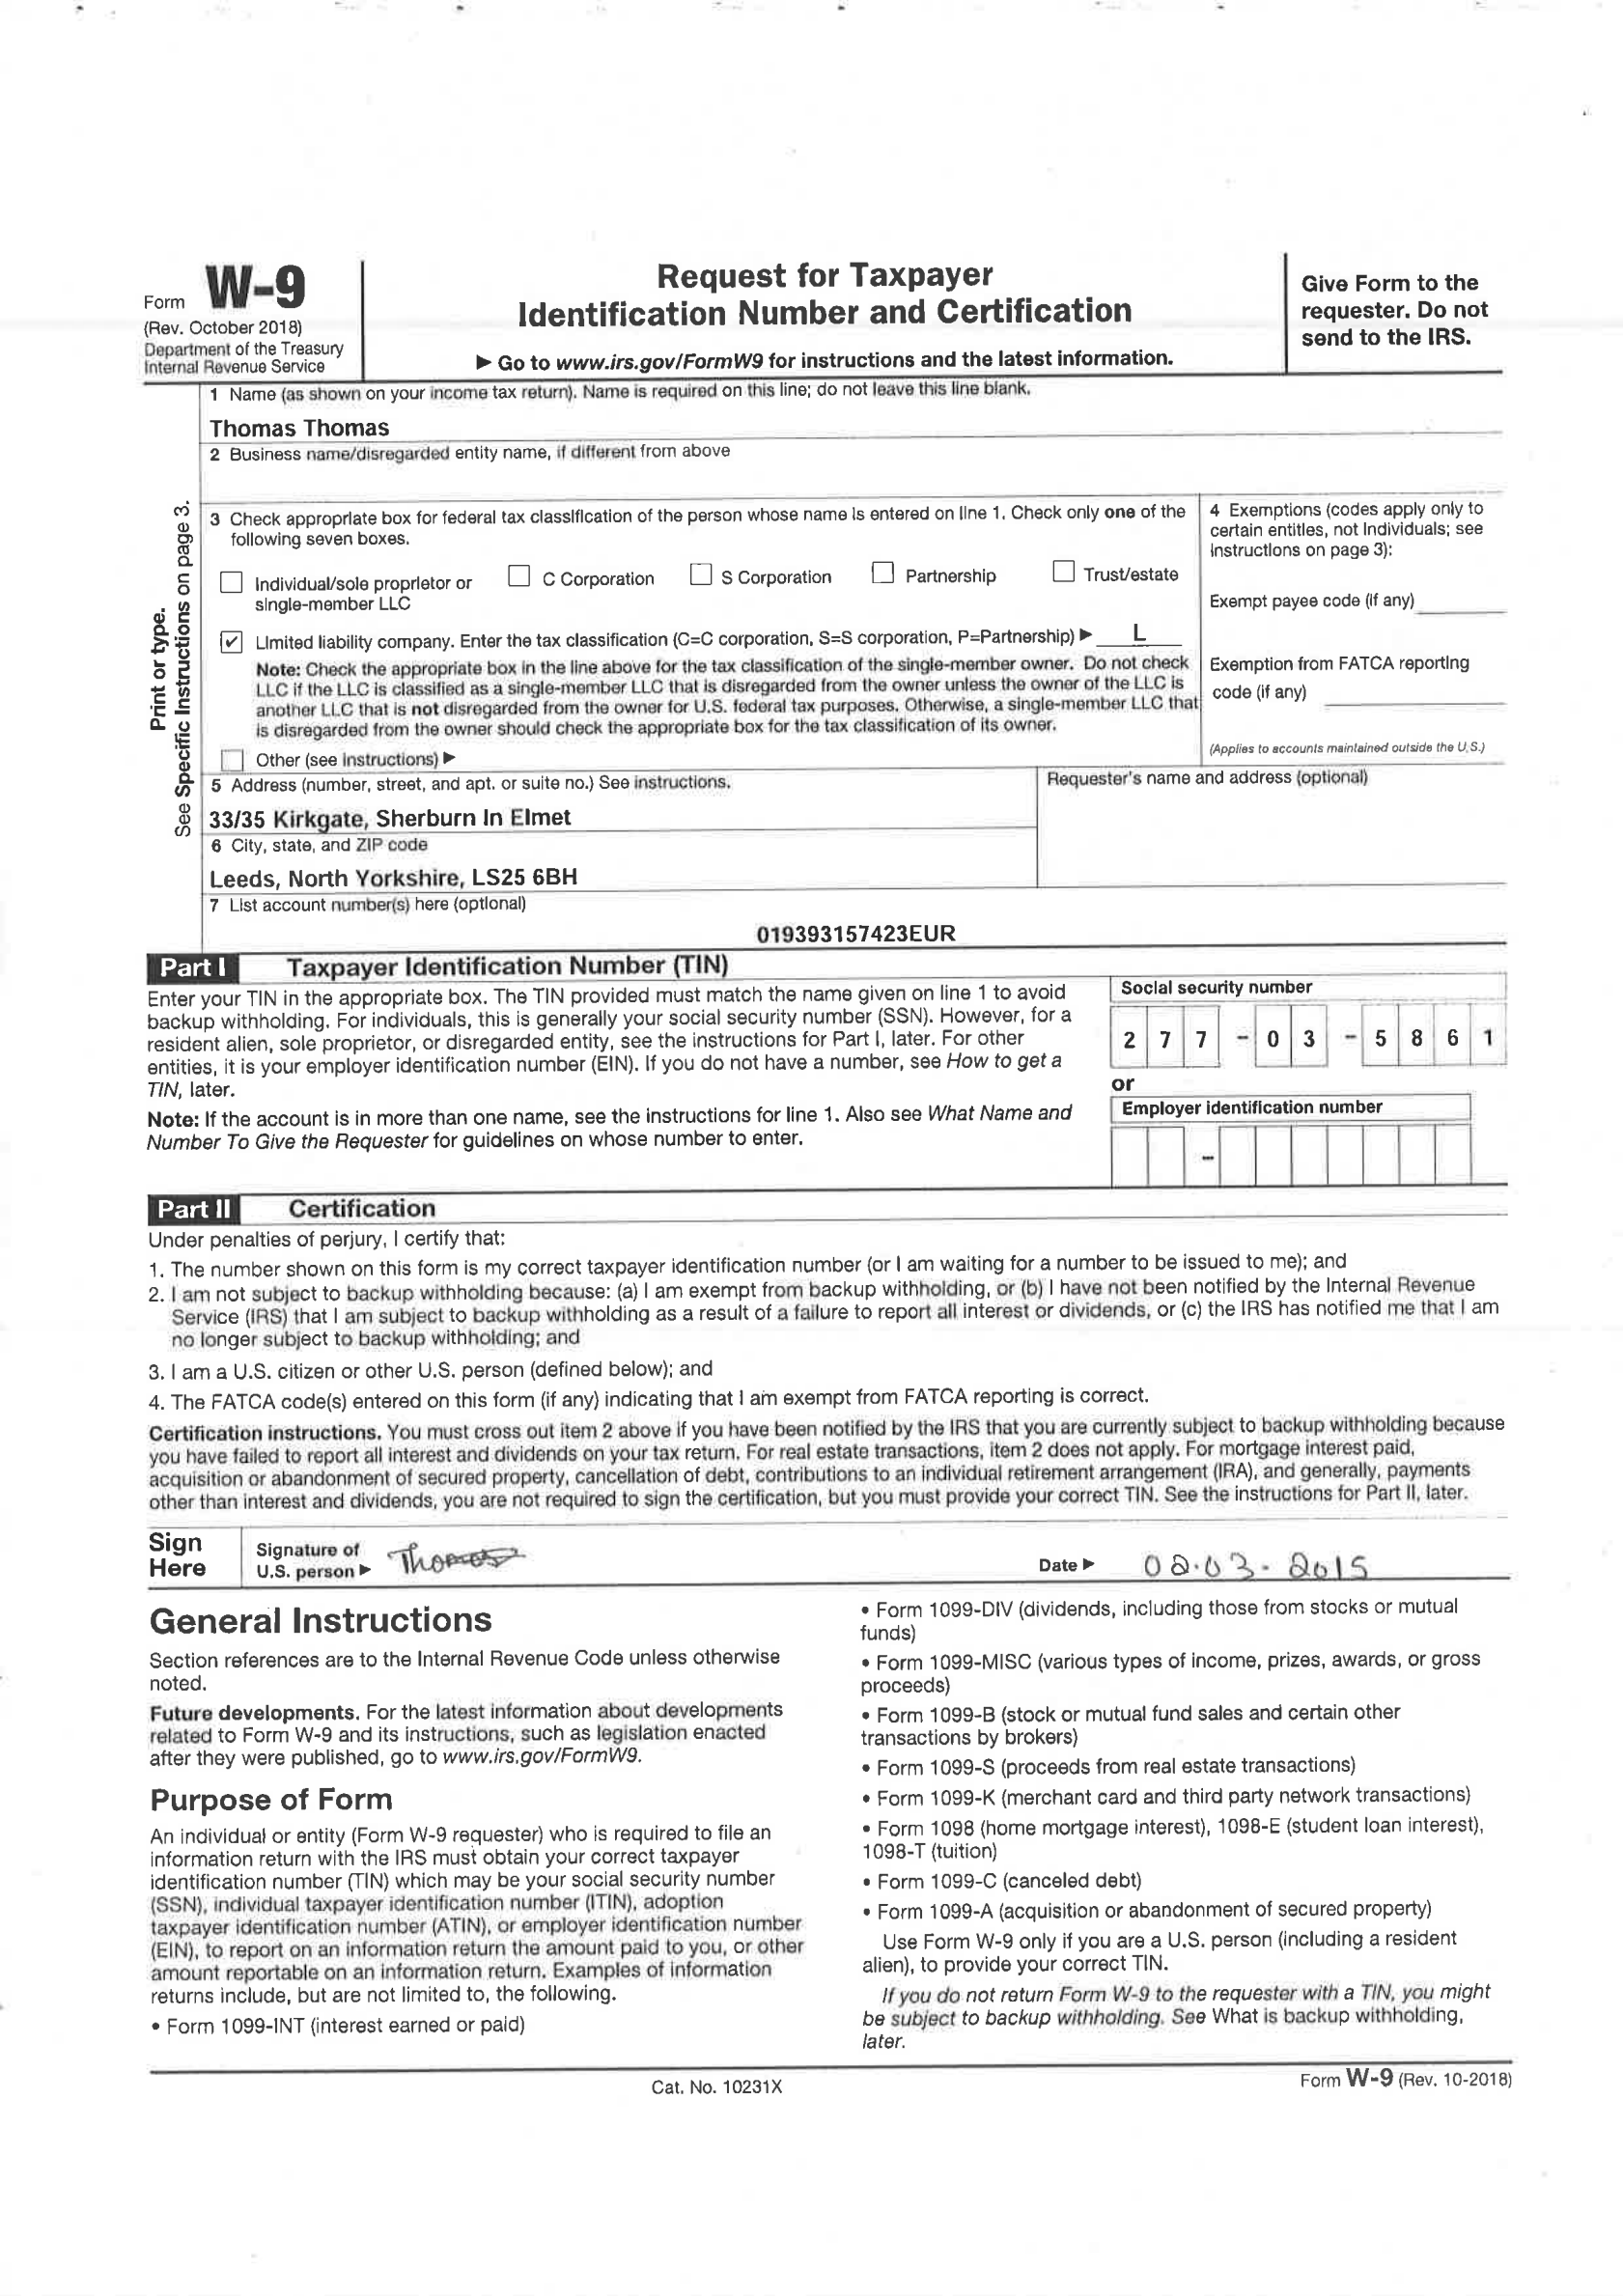 Form W-9
(Rev. October 2018)
Department of the Treasury
Internal Revenue Service
Request for Taxpayer
Identification Number and Certification
► Go to www.irs.gov/FormW9 for instructions and the latest information.
Give Form to the
requester. Do not
send to the IRS.
Print or type.
See Specific Instructions on page 3.
1 Name (as shown on your income tax return). Name is required on this line; do not leave this line blank.
Thomas Thomas
2 Business name/disregarded entity name, if different from above
3 Check appropriate box for federal tax classification of the person whose name is entered on line 1. Check only one of the
following seven boxes.
Individual/sole proprietor or
single-member LLC
C Corporation
S Corporation
Partnership
Trust/estate
✔ Limited liability company. Enter the tax classification (C=C corporation, S=S corporation, P=Partnership) ► L
Note: Check the appropriate box in the line above for the tax classification of the single-member owner. Do not check
LLC if the LLC is classified as a single-member LLC that is disregarded from the owner unless the owner of the LLC is
another LLC that is not disregarded from the owner for U.S. federal tax purposes. Otherwise, a single-member LLC that
is disregarded from the owner should check the appropriate box for the tax classification of its owner.
Other (see instructions) ►
4 Exemptions (codes apply only to
certain entities, not individuals; see
instructions on page 3):
Exempt payee code (if any)
Exemption from FATCA reporting
code (if any)
(Applies to accounts maintained outside the U.S.)
5 Address (number, street, and apt. or suite no.) See instructions.
33/35 Kirkgate, Sherburn In Elmet
6 City, state, and ZIP code
Leeds, North Yorkshire, LS25 6BH
Requester's name and address (optional)
7 List account number(s) here (optional)
019393157423EUR
Part I Taxpayer Identification Number (TIN)
Enter your TIN in the appropriate box. The TIN provided must match the name given on line 1 to avoid
backup withholding. For individuals, this is generally your social security number (SSN). However, for a
resident alien, sole proprietor, or disregarded entity, see the instructions for Part I, later. For other
entities, it is your employer identification number (EIN). If you do not have a number, see How to get a
TIN, later.
Note: If the account is in more than one name, see the instructions for line 1. Also see What Name and
Number To Give the Requester for guidelines on whose number to enter.
Social security number
2 7 7 - 0 3 - 5 8 6 1
or
Employer identification number
-
Part II Certification
Under penalties of perjury, I certify that:
1. The number shown on this form is my correct taxpayer identification number (or I am waiting for a number to be issued to me); and
2. I am not subject to backup withholding because: (a) I am exempt from backup withholding, or (b) I have not been notified by the Internal Revenue
Service (IRS) that I am subject to backup withholding as a result of a failure to report all interest or dividends, or (c) the IRS has notified me that I am
no longer subject to backup withholding; and
3. I am a U.S. citizen or other U.S. person (defined below); and
4. The FATCA code(s) entered on this form (if any) indicating that I am exempt from FATCA reporting is correct.
Certification instructions. You must cross out item 2 above if you have been notified by the IRS that you are currently subject to backup withholding because
you have failed to report all interest and dividends on your tax return. For real estate transactions, item 2 does not apply. For mortgage interest paid,
acquisition or abandonment of secured property, cancellation of debt, contributions to an individual retirement arrangement (IRA), and generally, payments
other than interest and dividends, you are not required to sign the certification, but you must provide your correct TIN. See the instructions for Part II, later.
Sign
Here
Signature of
U.S. person ► Thomas
Date ► 02.03.2015
General Instructions
Section references are to the Internal Revenue Code unless otherwise
noted.
Future developments. For the latest information about developments
related to Form W-9 and its instructions, such as legislation enacted
after they were published, go to www.irs.gov/FormW9.
Purpose of Form
An individual or entity (Form W-9 requester) who is required to file an
information return with the IRS must obtain your correct taxpayer
identification number (TIN) which may be your social security number
(SSN), individual taxpayer identification number (ITIN), adoption
taxpayer identification number (ATIN), or employer identification number
(EIN), to report on an information return the amount paid to you, or other
amount reportable on an information return. Examples of information
returns include, but are not limited to, the following.
• Form 1099-INT (interest earned or paid)
• Form 1099-DIV (dividends, including those from stocks or mutual
funds)
• Form 1099-MISC (various types of income, prizes, awards, or gross
proceeds)
• Form 1099-B (stock or mutual fund sales and certain other
transactions by brokers)
• Form 1099-S (proceeds from real estate transactions)
• Form 1099-K (merchant card and third party network transactions)
• Form 1098 (home mortgage interest), 1098-E (student loan interest),
1098-T (tuition)
• Form 1099-C (canceled debt)
• Form 1099-A (acquisition or abandonment of secured property)
Use Form W-9 only if you are a U.S. person (including a resident
alien), to provide your correct TIN.
If you do not return Form W-9 to the requester with a TIN, you might
be subject to backup withholding. See What is backup withholding,
later.
Cat. No. 10231X
Form W-9 (Rev. 10-2018)